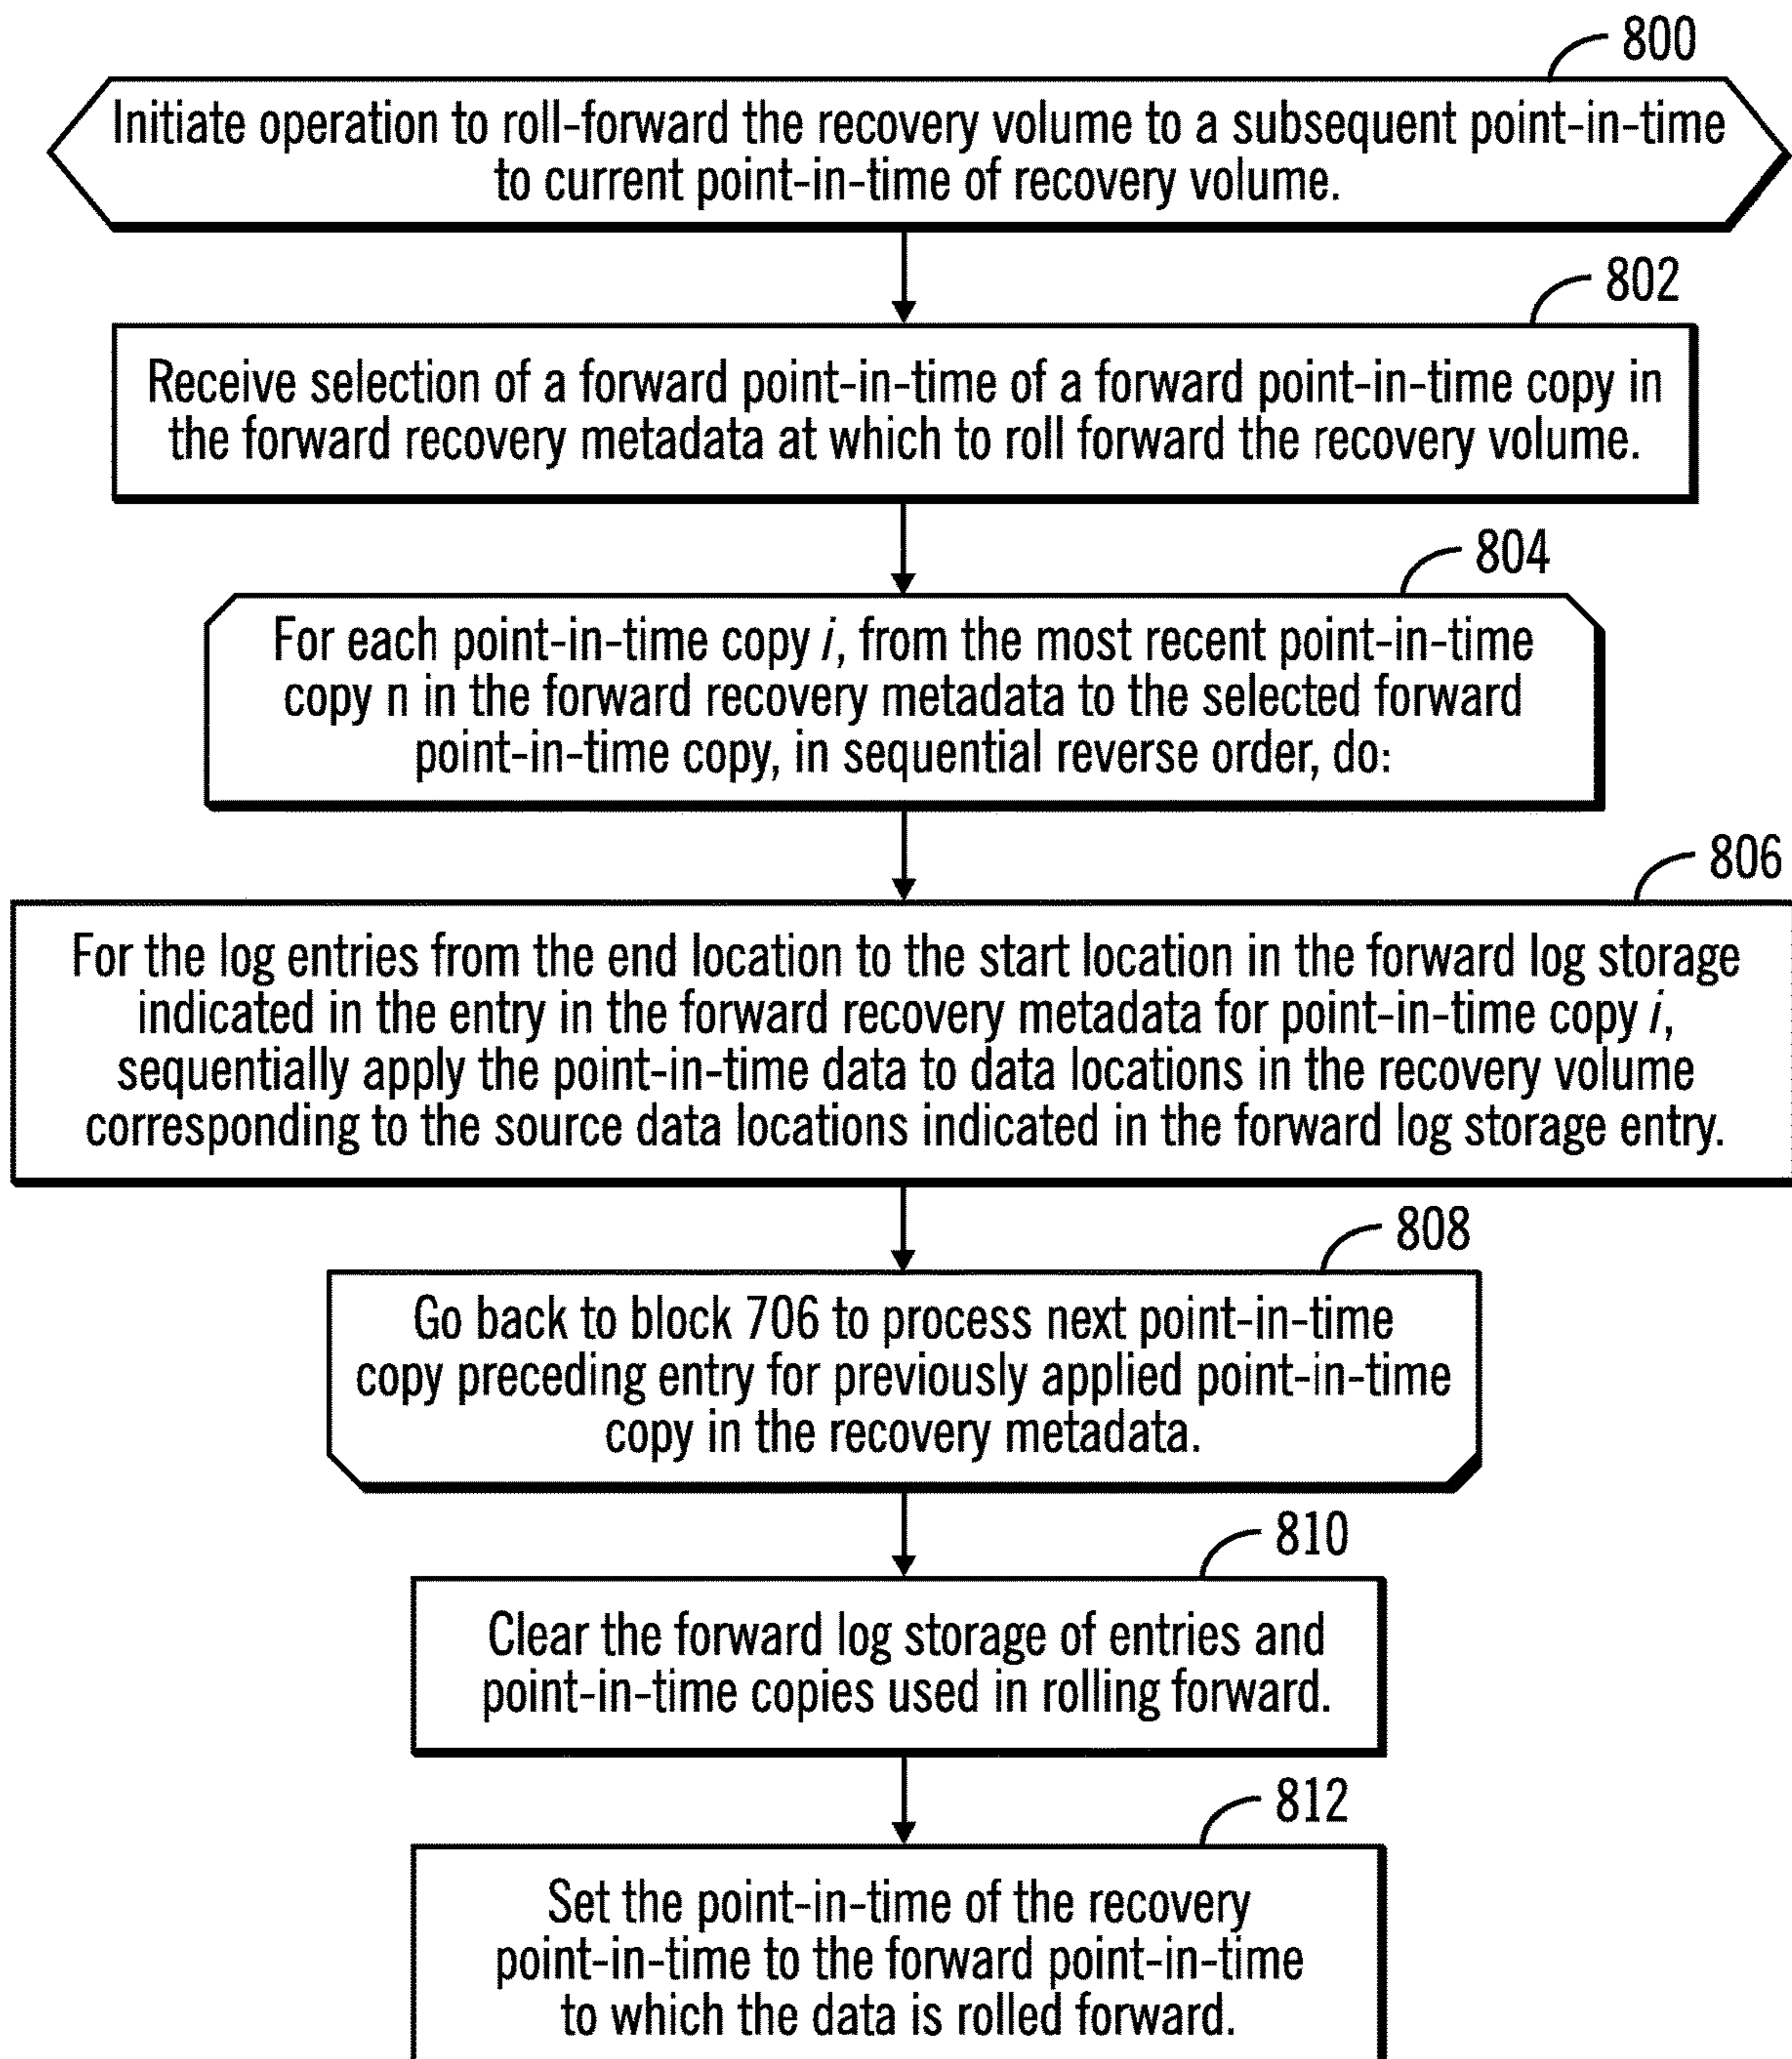 800
Initiate operation to roll-forward the recovery volume to a subsequent point-in-time
to current point-in-time of recovery volume.
802
Receive selection of a forward point-in-time of a forward point-in-time copy in
the forward recovery metadata at which to roll forward the recovery volume.
804
For each point-in-time copy i, from the most recent point-in-time
copy n in the forward recovery metadata to the selected forward
point-in-time copy, in sequential reverse order, do:
806
For the log entries from the end location to the start location in the forward log storage
indicated in the entry in the forward recovery metadata for point-in-time copy i,
sequentially apply the point-in-time data to data locations in the recovery volume
corresponding to the source data locations indicated in the forward log storage entry.
808
Go back to block 706 to process next point-in-time
copy preceding entry for previously applied point-in-time
copy in the recovery metadata.
810
Clear the forward log storage of entries and
point-in-time copies used in rolling forward.
812
Set the point-in-time of the recovery
point-in-time to the forward point-in-time
to which the data is rolled forward.